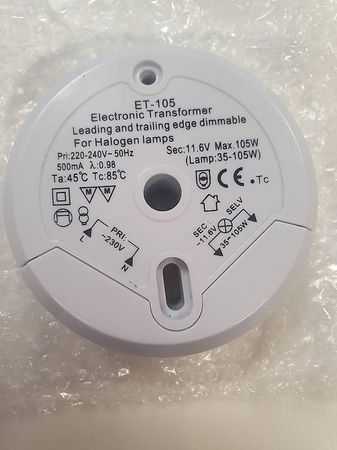 ET-105
Electronic Transformer
Leading and trailing edge dimmable
For Halogen lamps
Pri:220-240V~50Hz Sec:11.6V Max.105W
500mA λ:0.98 (Lamp:35-105W)
Ta:45℃ Tc:85℃
M M CE .Tc
PRI
~230V
L N
SEC SELV
~11.6V
35~105W